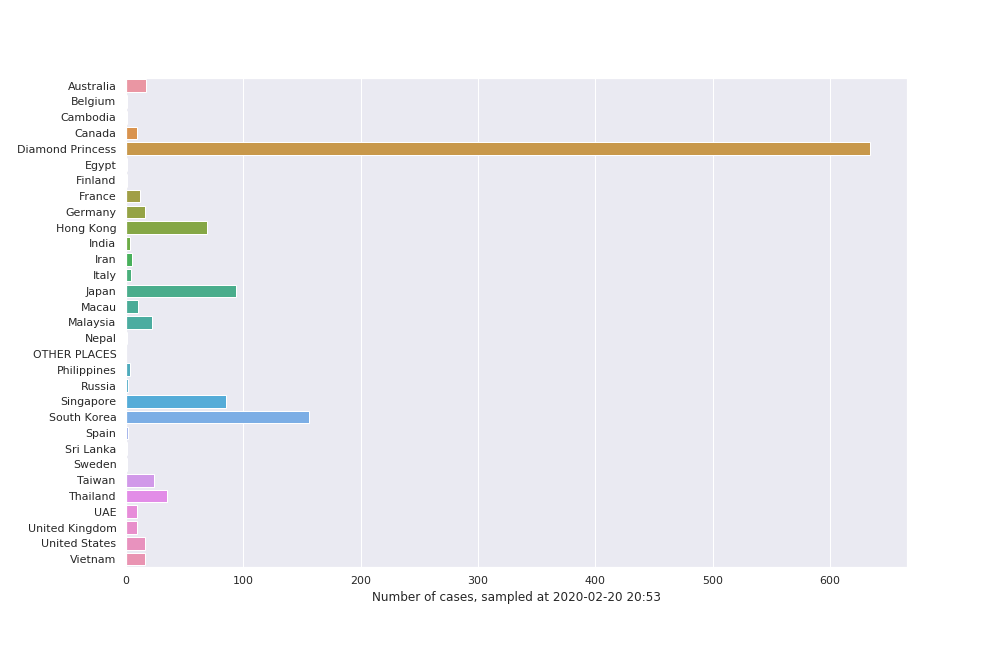 Australia
Belgium
Cambodia
Canada
Diamond Princess
Egypt
Finland
France
Germany
Hong Kong
India
Iran
Italy
Japan
Macau
Malaysia
Nepal
OTHER PLACES
Philippines
Russia
Singapore
South Korea
Spain
Sri Lanka
Sweden
Taiwan
Thailand
UAE
United Kingdom
United States
Vietnam
0 100 200 300 400 500 600
Number of cases, sampled at 2020-02-20 20:53